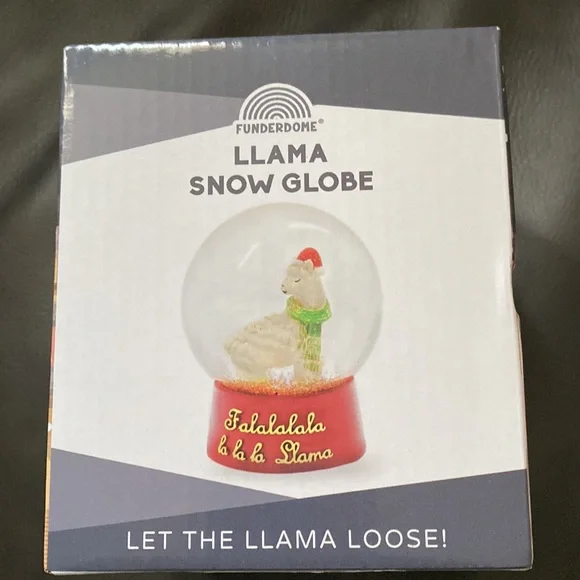 FUNDERDOME®
LLAMA
SNOW GLOBE
Falalalala
la la la Llama
LET THE LLAMA LOOSE!